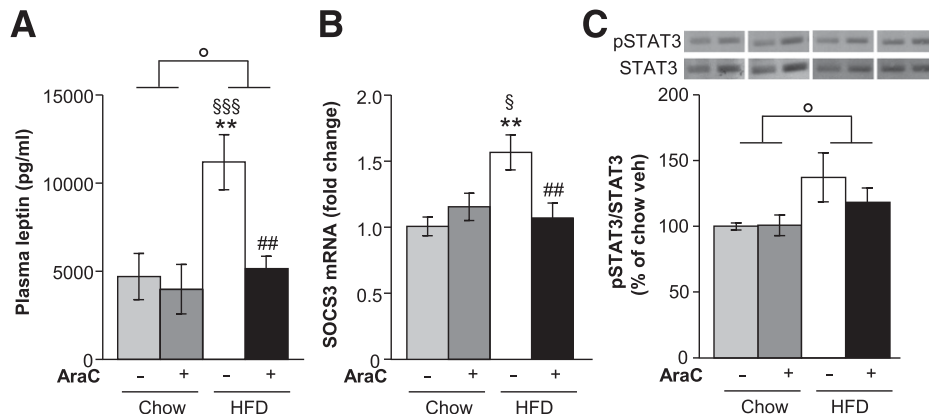 A
°
Plasma leptin (pg/ml)
15000
10000
5000
0
§§§
**
##
AraC – + – +
Chow HFD
B
SOCS3 mRNA (fold change)
2.0
1.5
1.0
0.5
0
§
**
##
AraC – + – +
Chow HFD
C
pSTAT3
STAT3
°
pSTAT3/STAT3
(% of chow veh)
200
150
100
50
0
AraC – + – +
Chow HFD